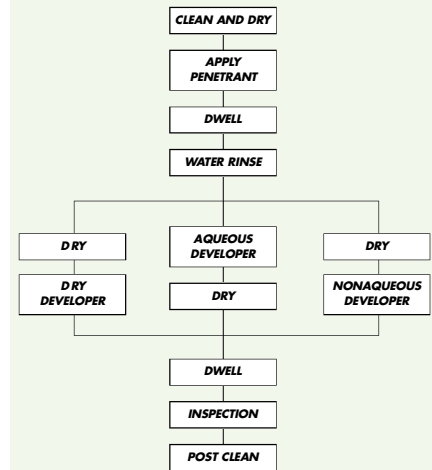 CLEAN AND DRY
APPLY
PENETRANT
DWELL
WATER RINSE
DRY
DRY
DEVELOPER
AQUEOUS
DEVELOPER
DRY
DRY
NONAQUEOUS
DEVELOPER
DWELL
INSPECTION
POST CLEAN